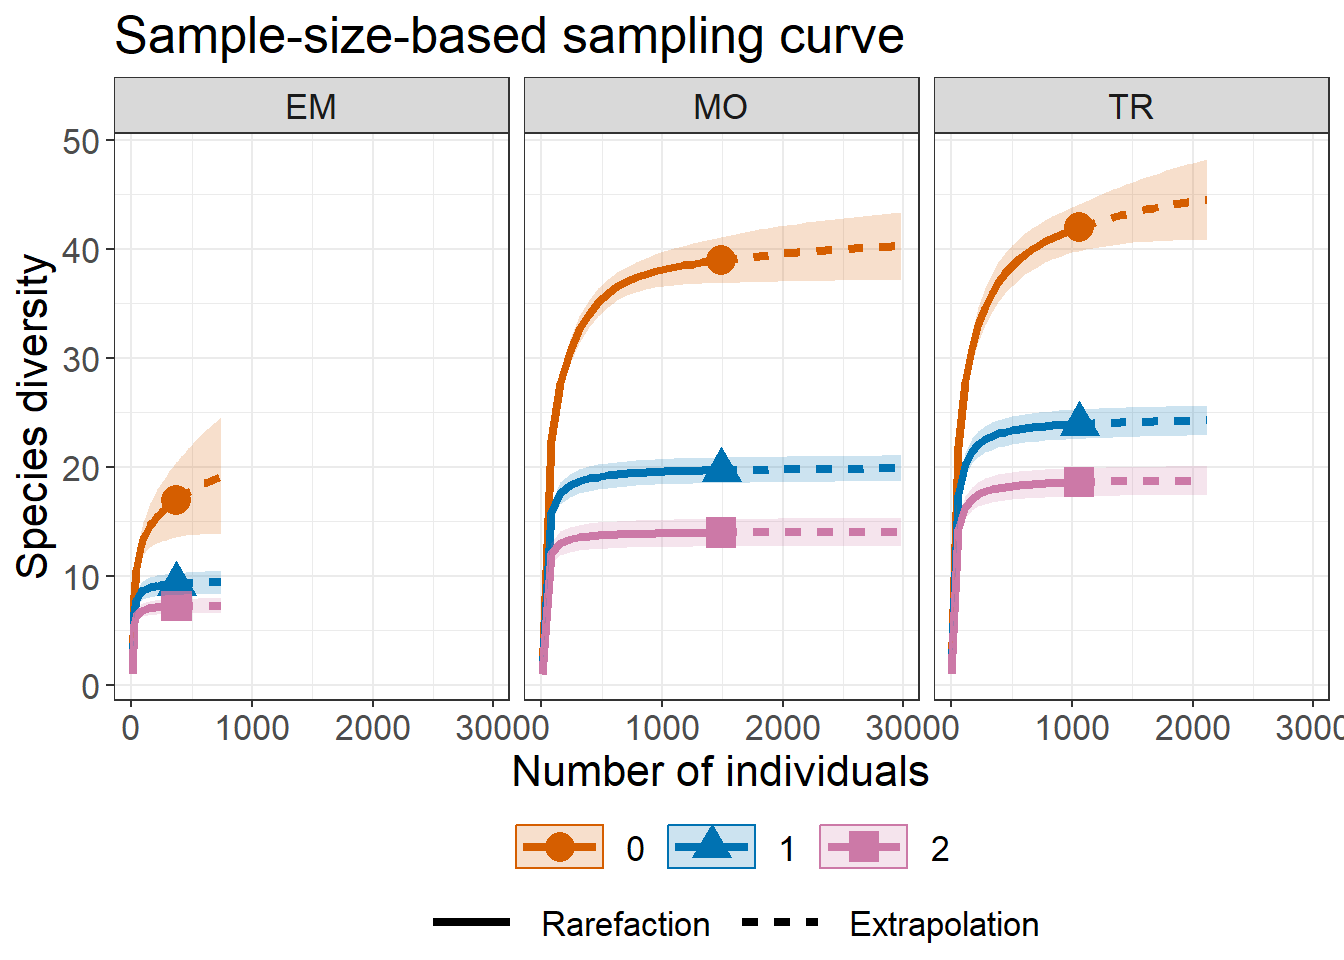 Sample-size-based sampling curve
EM MO TR
50
40
30
20
10
0
Species diversity
0 1000 2000 3000 0 1000 2000 3000 0 1000 2000 3000
Number of individuals
0 1 2
Rarefaction Extrapolation